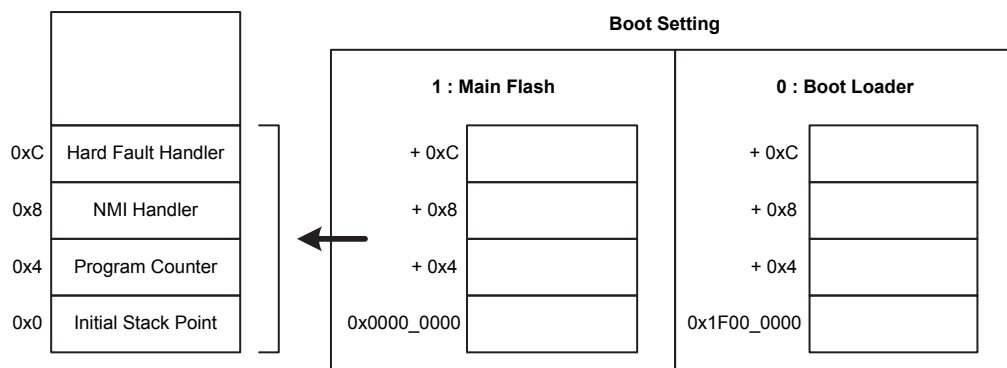 Boot Setting
1 : Main Flash
0 : Boot Loader
0xC Hard Fault Handler
+ 0xC
+ 0xC
0x8 NMI Handler
+ 0x8
+ 0x8
0x4 Program Counter
+ 0x4
+ 0x4
0x0 Initial Stack Point
0x0000_0000
0x1F00_0000